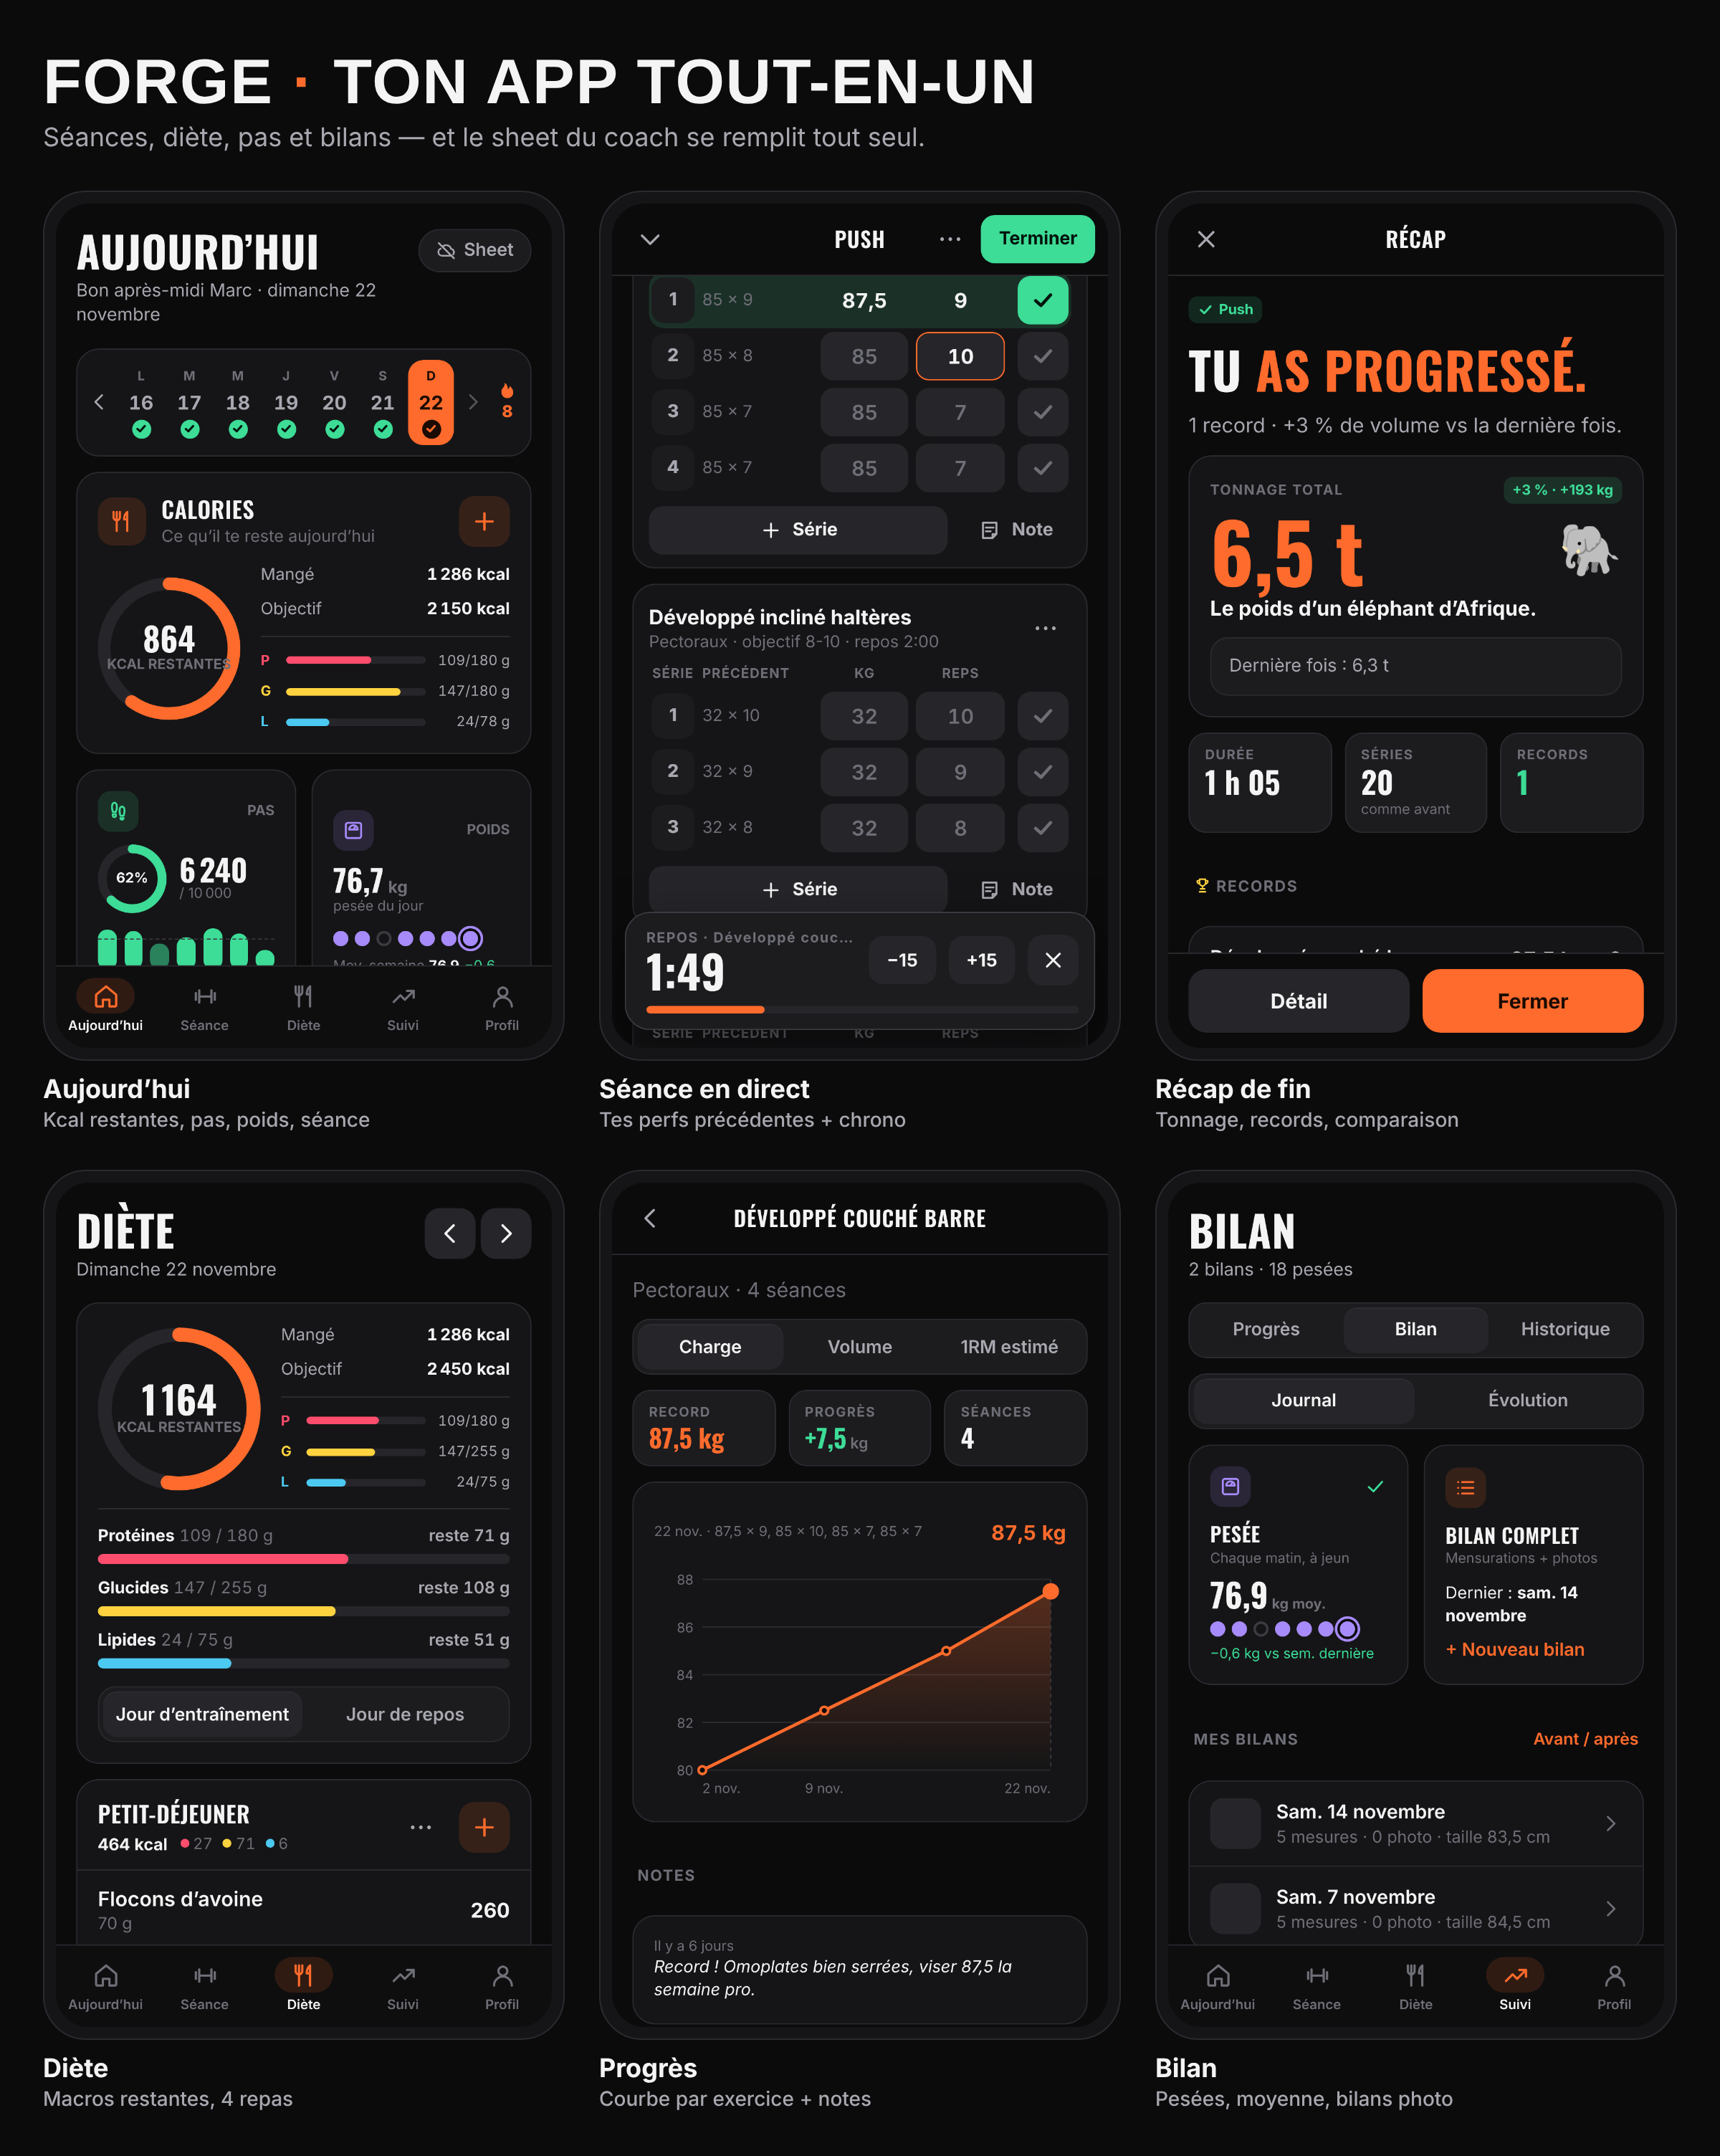 FORGE · TON APP TOUT-EN-UN
Séances, diète, pas et bilans — et le sheet du coach se remplit tout seul.
AUJOURD’HUI
Sheet
Bon après-midi Marc · dimanche 22
novembre
L M M J V S D
16 17 18 19 20 21 22
8
CALORIES
Ce qu’il te reste aujourd’hui
Mangé 1 286 kcal
Objectif 2 150 kcal
864
KCAL RESTANTES
P 109/180 g
G 147/180 g
L 24/78 g
PAS
62%
6 240
/ 10 000
POIDS
76,7 kg
pesée du jour
Moy. semaine 76,9 −0,6
Aujourd’hui Séance Diète Suivi Profil
Aujourd’hui
Kcal restantes, pas, poids, séance
PUSH
Terminer
1 85 × 9 87,5 9
2 85 × 8 85 10
3 85 × 7 85 7
4 85 × 7 85 7
+ Série Note
Développé incliné haltères
Pectoraux · objectif 8-10 · repos 2:00
SÉRIE PRÉCÉDENT KG REPS
1 32 × 10 32 10
2 32 × 9 32 9
3 32 × 8 32 8
+ Série Note
REPOS · Développé couc...
1:49
−15 +15
SÉRIE PRÉCÉDENT KG REPS
Séance en direct
Tes perfs précédentes + chrono
RÉCAP
Push
TU AS PROGRESSÉ.
1 record · +3 % de volume vs la dernière fois.
TONNAGE TOTAL
+3 % · +193 kg
6,5 t
Le poids d’un éléphant d’Afrique.
Dernière fois : 6,3 t
DURÉE
1 h 05
SÉRIES
20
comme avant
RECORDS
1
RECORDS
Détail Fermer
Récap de fin
Tonnage, records, comparaison
DIÈTE
Dimanche 22 novembre
Mangé 1 286 kcal
Objectif 2 450 kcal
1 164
KCAL RESTANTES
P 109/180 g
G 147/255 g
L 24/75 g
Protéines 109 / 180 g reste 71 g
Glucides 147 / 255 g reste 108 g
Lipides 24 / 75 g reste 51 g
Jour d’entraînement Jour de repos
PETIT-DÉJEUNER
464 kcal 27 71 6
Flocons d’avoine
70 g
260
Aujourd’hui Séance Diète Suivi Profil
Diète
Macros restantes, 4 repas
DÉVELOPPÉ COUCHÉ BARRE
Pectoraux · 4 séances
Charge Volume 1RM estimé
RECORD
87,5 kg
PROGRÈS
+7,5 kg
SÉANCES
4
22 nov. · 87,5 × 9, 85 × 10, 85 × 7, 85 × 7
87,5 kg
88
86
84
82
80
2 nov. 9 nov. 22 nov.
NOTES
Il y a 6 jours
Record ! Omoplates bien serrées, viser 87,5 la
semaine pro.
Progrès
Courbe par exercice + notes
BILAN
2 bilans · 18 pesées
Progrès Bilan Historique
Journal Évolution
PESÉE
Chaque matin, à jeun
76,9 kg moy.
−0,6 kg vs sem. dernière
BILAN COMPLET
Mensurations + photos
Dernier : sam. 14
novembre
+ Nouveau bilan
MES BILANS
Avant / après
Sam. 14 novembre
5 mesures · 0 photo · taille 83,5 cm
Sam. 7 novembre
5 mesures · 0 photo · taille 84,5 cm
Aujourd’hui Séance Diète Suivi Profil
Bilan
Pesées, moyenne, bilans photo